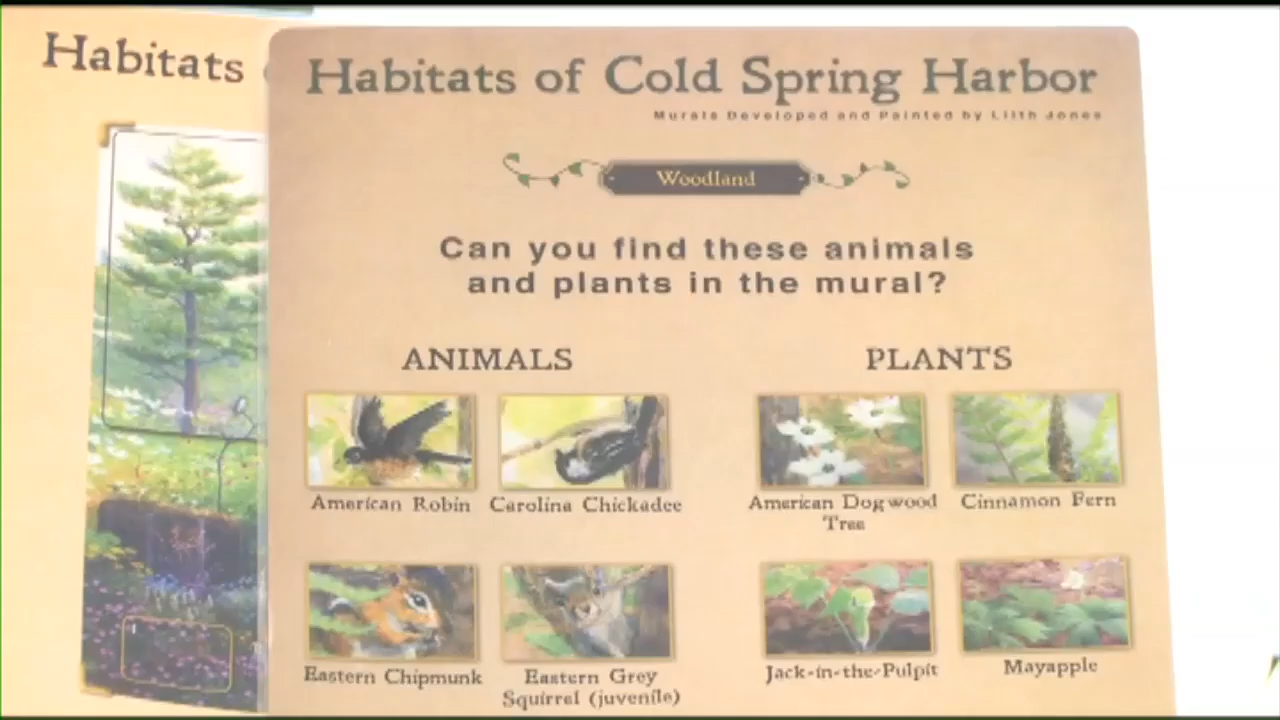 Habitats
Habitats of Cold Spring Harbor
Murals Developed and Painted by Lilth Jones
Woodland
Can you find these animals
and plants in the mural?
ANIMALS
PLANTS
American Robin
Carolina Chickadee
American Dogwood
Tree
Cinnamon Fern
Eastern Chipmunk
Eastern Grey
Squirrel (juvenile)
Jack-in-the-Pulpit
Mayapple